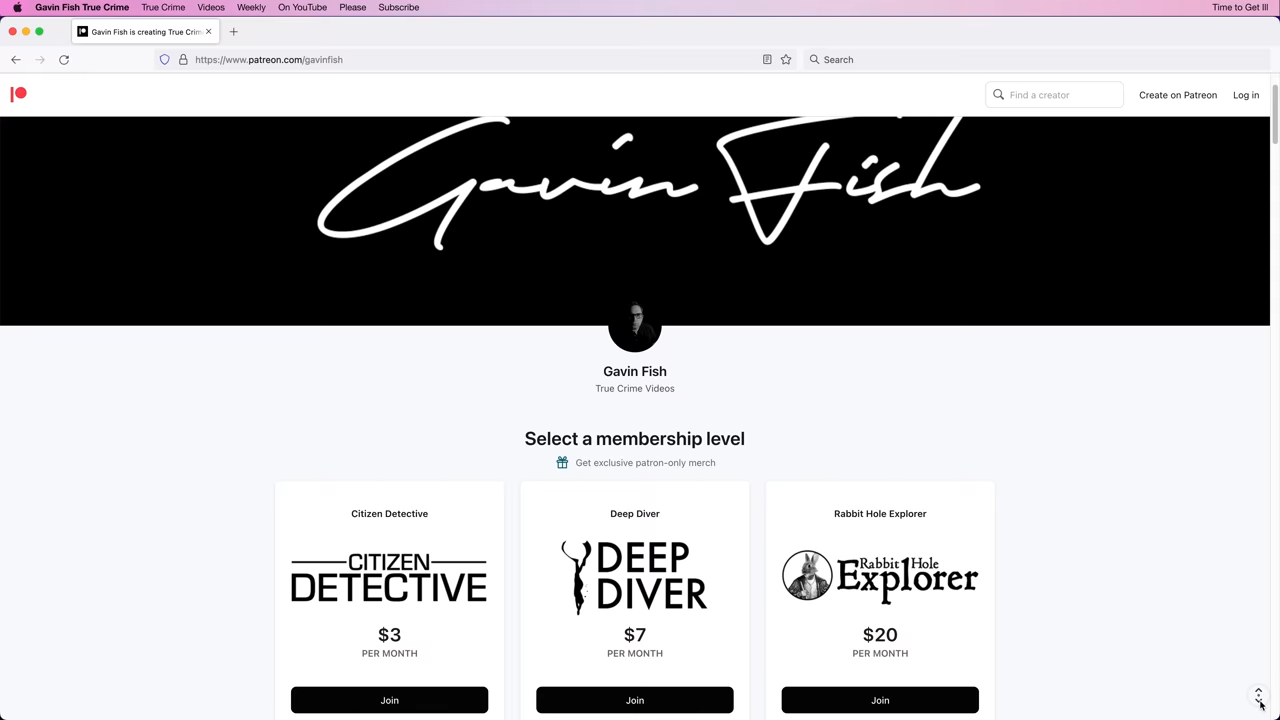 Gavin Fish True Crime True Crime Videos Weekly On YouTube Please Subscribe Time to Get Ill
Gavin Fish is creating True Crim
https://www.patreon.com/gavinfish Search
Find a creator Create on Patreon Log in
Gavin Fish
Gavin Fish
True Crime Videos
Select a membership level
Get exclusive patron-only merch
Citizen Detective Deep Diver Rabbit Hole Explorer
CITIZEN
DETECTIVE
DEEP
DIVER
Rabbit Hole
Explorer
$3 $7 $20
PER MONTH PER MONTH PER MONTH
Join Join Join